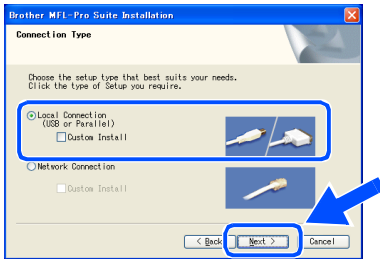 Brother MFL-Pro Suite Installation
Connection Type
Choose the setup type that best suits your needs.
Click the type of Setup you require.
Local Connection
(USB or Parallel)
Custom Install
Network Connection
Custom Install
< Back
Next >
Cancel